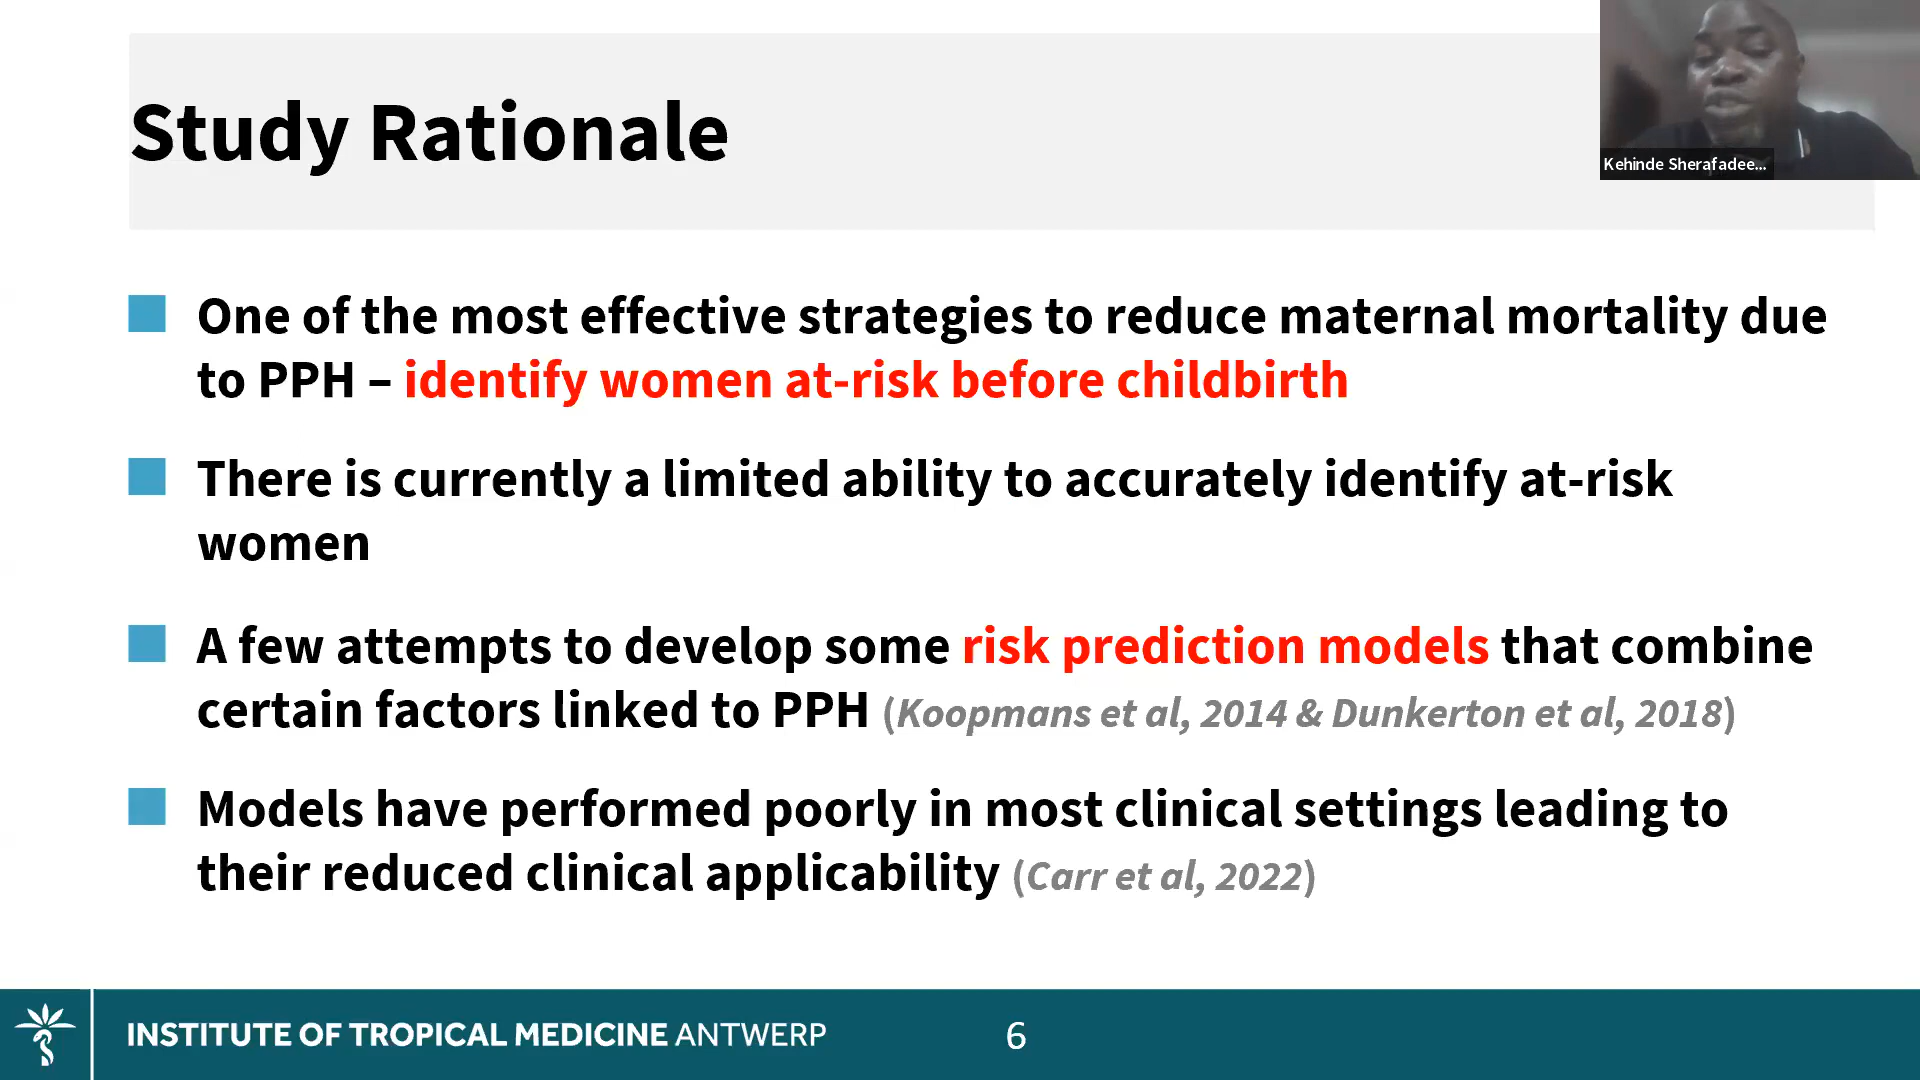 Study Rationale
Kehinde Sherafadee...
One of the most effective strategies to reduce maternal mortality due
to PPH – identify women at-risk before childbirth
There is currently a limited ability to accurately identify at-risk
women
A few attempts to develop some risk prediction models that combine
certain factors linked to PPH (Koopmans et al, 2014 & Dunkerton et al, 2018)
Models have performed poorly in most clinical settings leading to
their reduced clinical applicability (Carr et al, 2022)
INSTITUTE OF TROPICAL MEDICINE ANTWERP
6